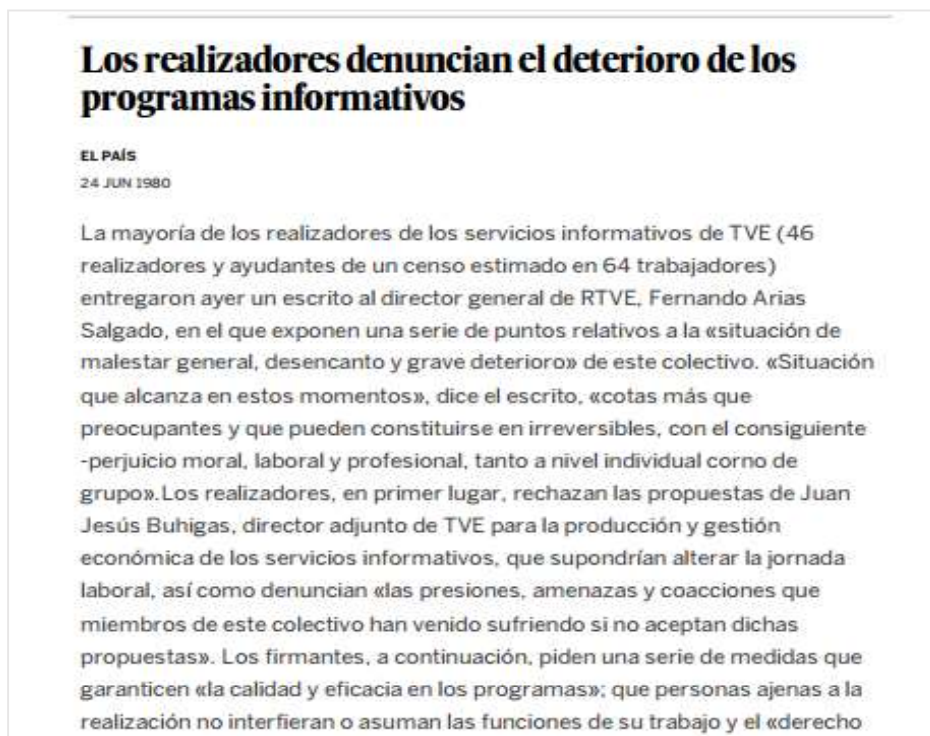 Los realizadores denuncian el deterioro de los
programas informativos
EL PAÍS
24 JUN 1980
La mayoría de los realizadores de los servicios informativos de TVE (46
realizadores y ayudantes de un censo estimado en 64 trabajadores)
entregaron ayer un escrito al director general de RTVE, Fernando Arias
Salgado, en el que exponen una serie de puntos relativos a la «situación de
malestar general, desencanto y grave deterioro» de este colectivo. «Situación
que alcanza en estos momentos», dice el escrito, «cotas más que
preocupantes y que pueden constituirse en irreversibles, con el consiguiente
-perjuicio moral, laboral y profesional, tanto a nivel individual corno de
grupo».Los realizadores, en primer lugar, rechazan las propuestas de Juan
Jesús Buhigas, director adjunto de TVE para la producción y gestión
económica de los servicios informativos, que supondrían alterar la jornada
laboral, así como denuncian «las presiones, amenazas y coacciones que
miembros de este colectivo han venido sufriendo si no aceptan dichas
propuestas». Los firmantes, a continuación, piden una serie de medidas que
garanticen «la calidad y eficacia en los programas»; que personas ajenas a la
realización no interfieran o asuman las funciones de su trabajo y el «derecho